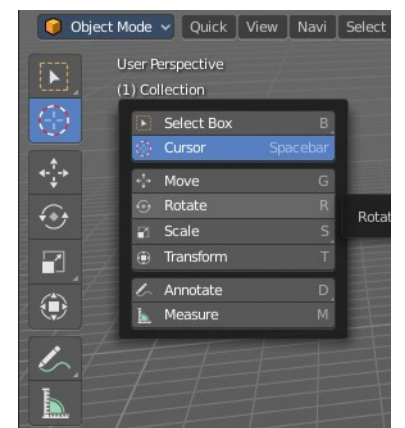 Object Mode Quick View Navi Select
User Perspective
(1) Collection
Select Box B
Cursor Spacebar
Move G
Rotate R
Rotat
Scale S
Transform T
Annotate D
Measure M